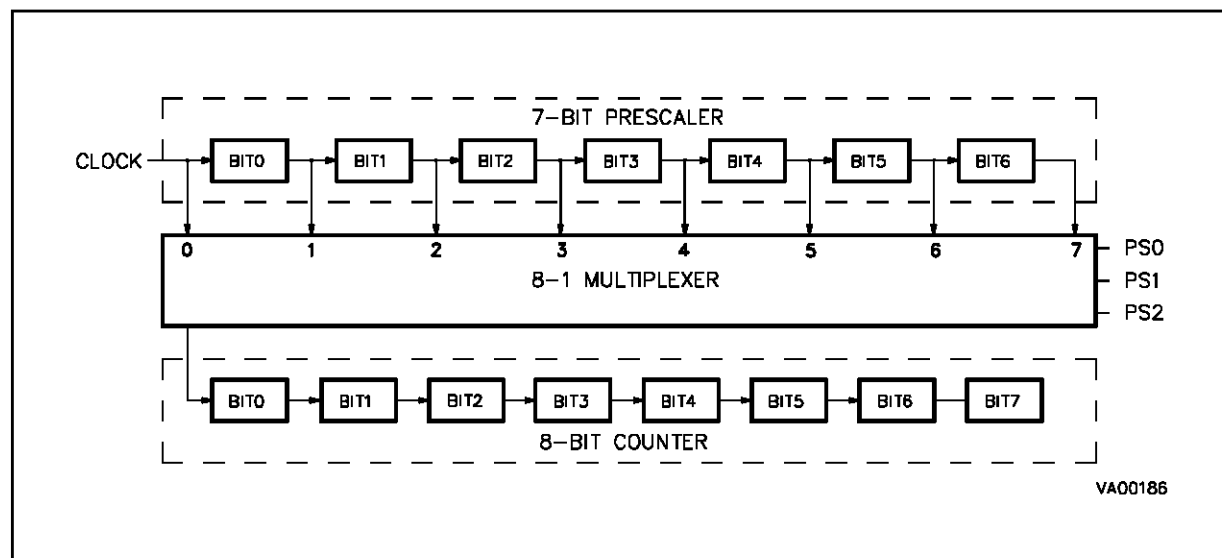 7-BIT PRESCALER
CLOCK BIT0 BIT1 BIT2 BIT3 BIT4 BIT5 BIT6
0 1 2 3 4 5 6 7 PS0
8-1 MULTIPLEXER PS1
PS2
BIT0 BIT1 BIT2 BIT3 BIT4 BIT5 BIT6 BIT7
8-BIT COUNTER
VA00186